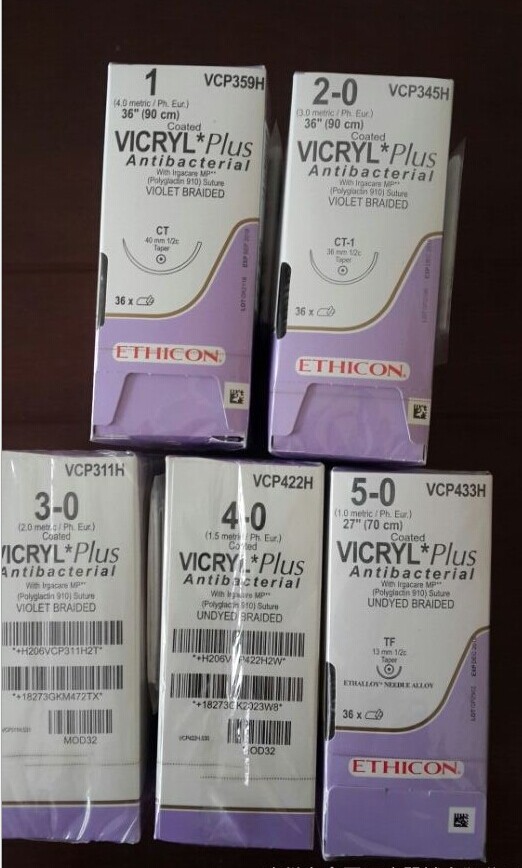 1 VCP359H
(4.0 metric / Ph. Eur.)
36" (90 cm)
Coated
VICRYL*Plus
Antibacterial
With Irgacare MP**
(Polyglactin 910) Suture
VIOLET BRAIDED
CT
40 mm 1/2c
Taper
36 x
ETHICON
2-0 VCP345H
(3.0 metric / Ph. Eur.)
36" (90 cm)
Coated
VICRYL*Plus
Antibacterial
With Irgacare MP**
(Polyglactin 910) Suture
VIOLET BRAIDED
CT-1
36 mm 1/2c
Taper
36 x
ETHICON
VCP311H
3-0
(2.0 metric / Ph. Eur.)
Coated
VICRYL*Plus
Antibacterial
With Irgacare MP**
(Polyglactin 910) Suture
VIOLET BRAIDED
*+H206VCP311H2T*
*+18273GKM472TX*
MOD32
VCP422H
4-0
(1.5 metric / Ph. Eur.)
Coated
VICRYL*Plus
Antibacterial
With Irgacare MP**
(Polyglactin 910) Suture
UNDYED BRAIDED
*+H206VCP422H2W*
*+18273GK2023W8*
MOD32
5-0 VCP433H
(1.0 metric / Ph. Eur.)
27" (70 cm)
Coated
VICRYL*Plus
Antibacterial
With Irgacare MP**
(Polyglactin 910) Suture
UNDYED BRAIDED
TF
13 mm 1/2c
Taper
ETHALLOY* NEEDLE ALLOY
36 x
ETHICON